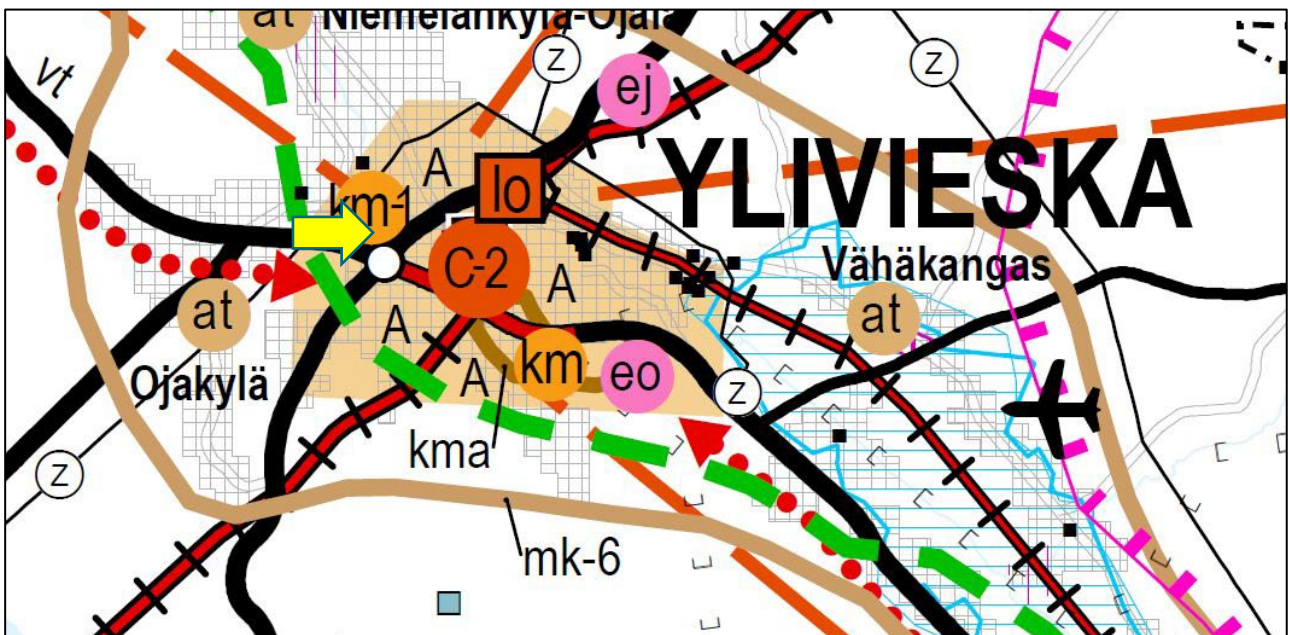 at Niemelänkylä-Ojala
vt
z
z
ej
YLIVIESKA
A
lo
km-1
C-2
A
Vähäkangas
at
at
A
Ojakylä
A
km
eo
z
kma
z
mk-6